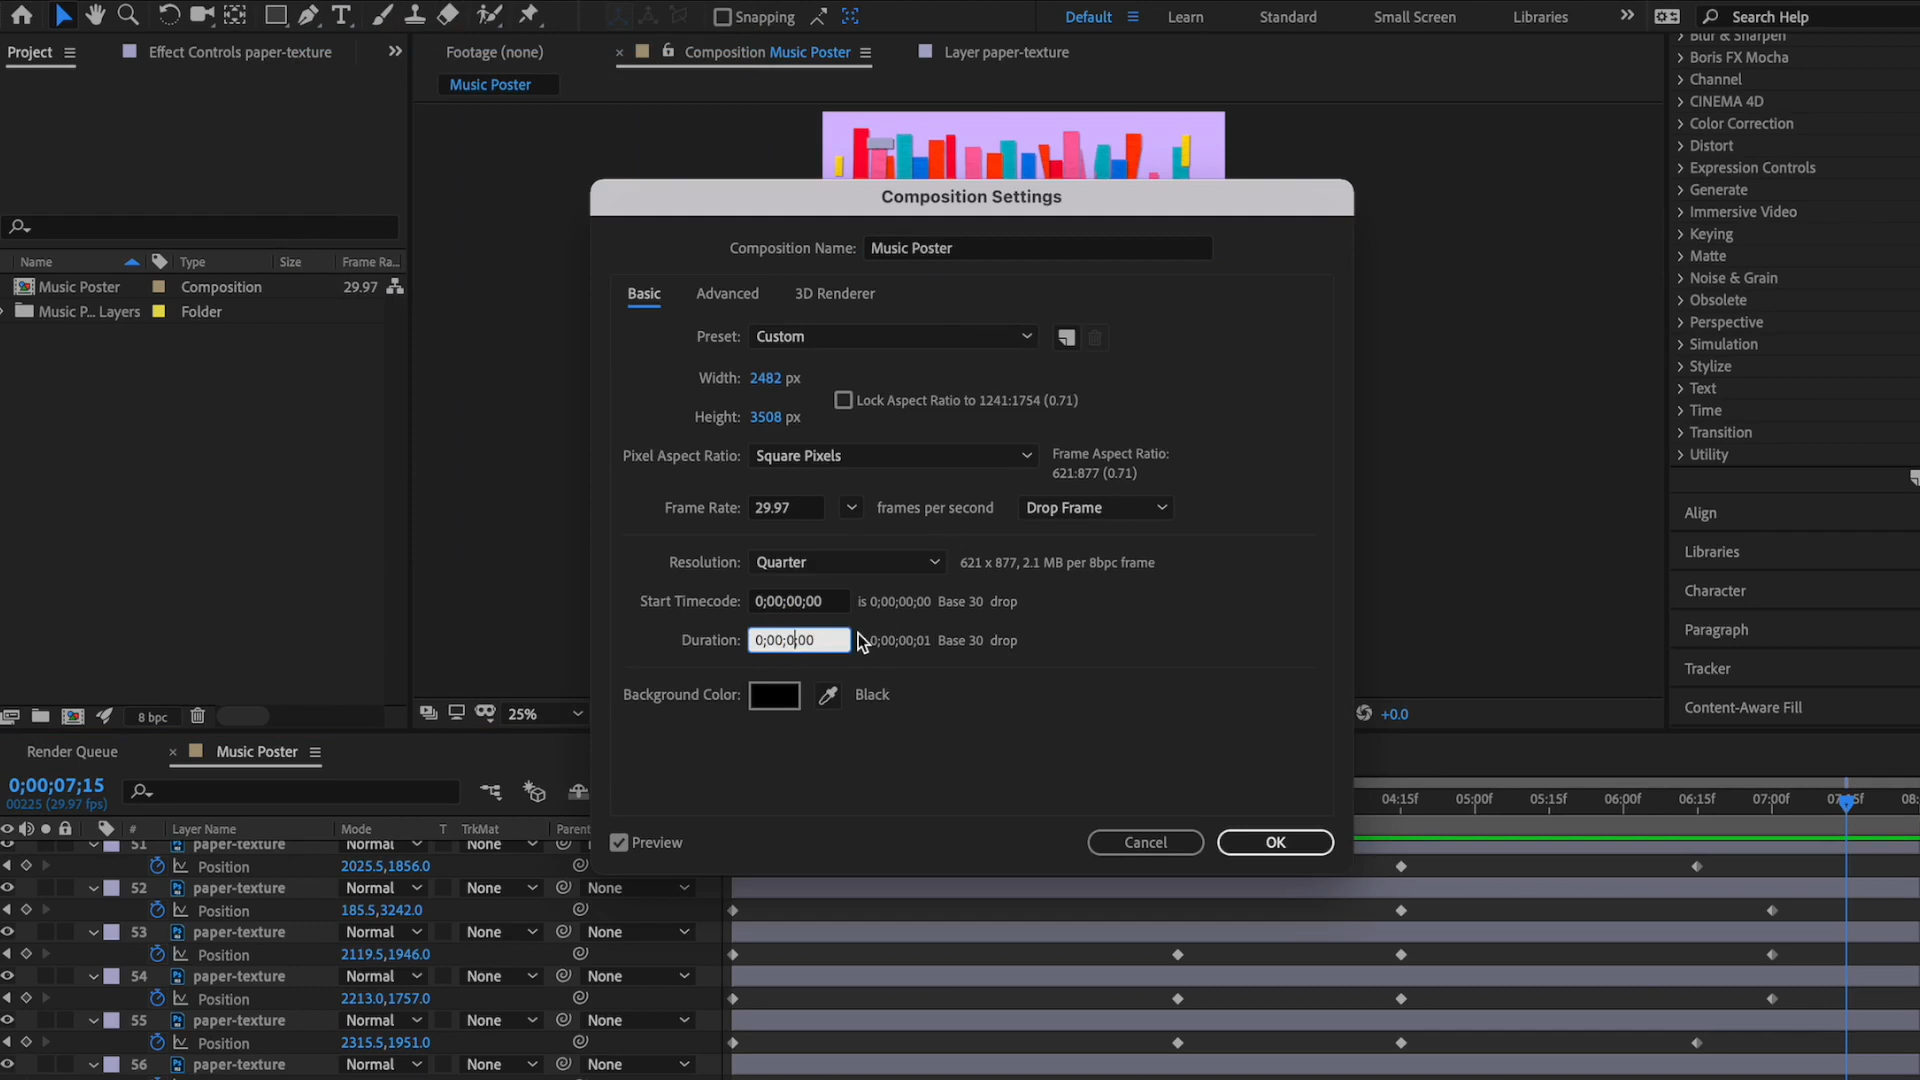 Snapping
Default
Learn
Standard
Small Screen
Libraries
Search Help
Project
Effect Controls paper-texture
Footage (none)
Composition Music Poster
Layer paper-texture
Music Poster
Blur & Sharpen
Boris FX Mocha
Channel
CINEMA 4D
Color Correction
Distort
Expression Controls
Generate
Immersive Video
Keying
Matte
Noise & Grain
Obsolete
Perspective
Simulation
Stylize
Text
Time
Transition
Utility
Align
Libraries
Character
Paragraph
Tracker
Content-Aware Fill
Name Type Size Frame Ra...
Music Poster Composition 29.97
Music P... Layers Folder
8 bpc
Composition Settings
Composition Name: Music Poster
Basic Advanced 3D Renderer
Preset: Custom
Width: 2482 px
Lock Aspect Ratio to 1241:1754 (0.71)
Height: 3508 px
Pixel Aspect Ratio: Square Pixels
Frame Aspect Ratio:
621:877 (0.71)
Frame Rate: 29.97 frames per second Drop Frame
Resolution: Quarter 621 x 877, 2.1 MB per 8bpc frame
Start Timecode: 0;00;00;00 is 0;00;00;00 Base 30 drop
Duration: 0;00;0;00 0;00;00;01 Base 30 drop
Background Color: Black
Preview
Cancel
OK
25%
+0.0
Render Queue
Music Poster
0;00;07;15
00225 (29.97 fps)
04:15f 05:00f 05:15f 06:00f 06:15f 07:00f 08:
# Layer Name Mode T TrkMat Parent
51 paper-texture Normal None None
Position 2025.5,1856.0
52 paper-texture Normal None None
Position 185.5,3242.0
53 paper-texture Normal None None
Position 2119.5,1946.0
54 paper-texture Normal None None
Position 2213.0,1757.0
55 paper-texture Normal None None
Position 2315.5,1951.0
56 paper-texture Normal None None